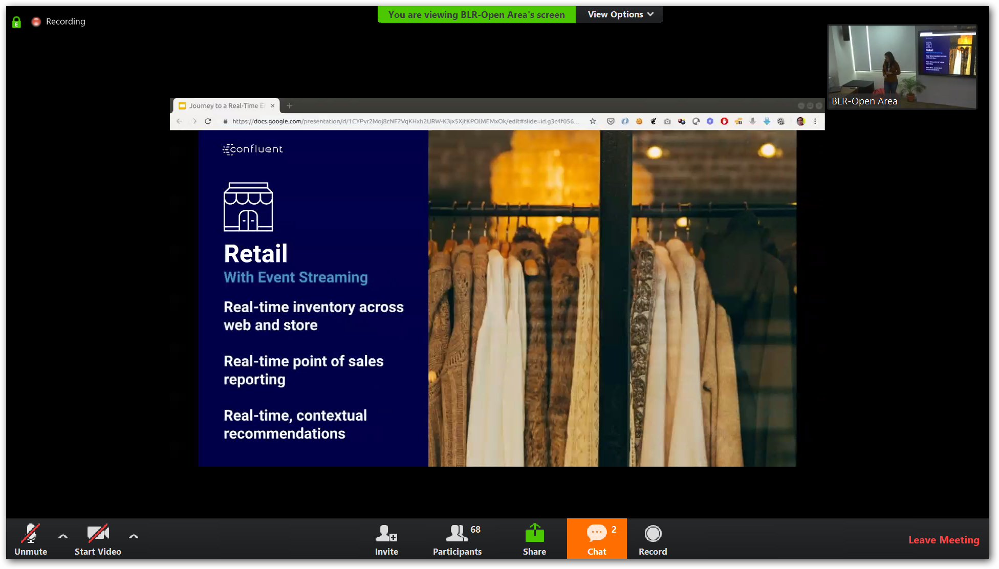 You are viewing BLR-Open Area's screen
View Options
Recording
BLR-Open Area
Journey to a Real-Time E
https://docs.google.com/presentation/d/1CYPyr2Moj8cNF2VqKHxh2URW-K3jxSXjtKPOlMEMxOk/edit#slide=id.g3c4f056...
53
confluent
Retail
With Event Streaming
Real-time inventory across
web and store
Real-time point of sales
reporting
Real-time, contextual
recommendations
Unmute
Start Video
Invite
68
Participants
Share
2
Chat
Record
Leave Meeting